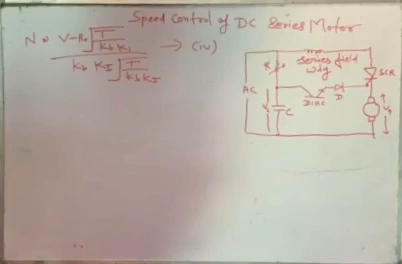 Speed Control of DC Series Motor
N ∝ V-Ra√T/KbKI → (iv)
Kb KI √T/KbKI
series field
wdg
R
SCR
AC
D
DIAC
C